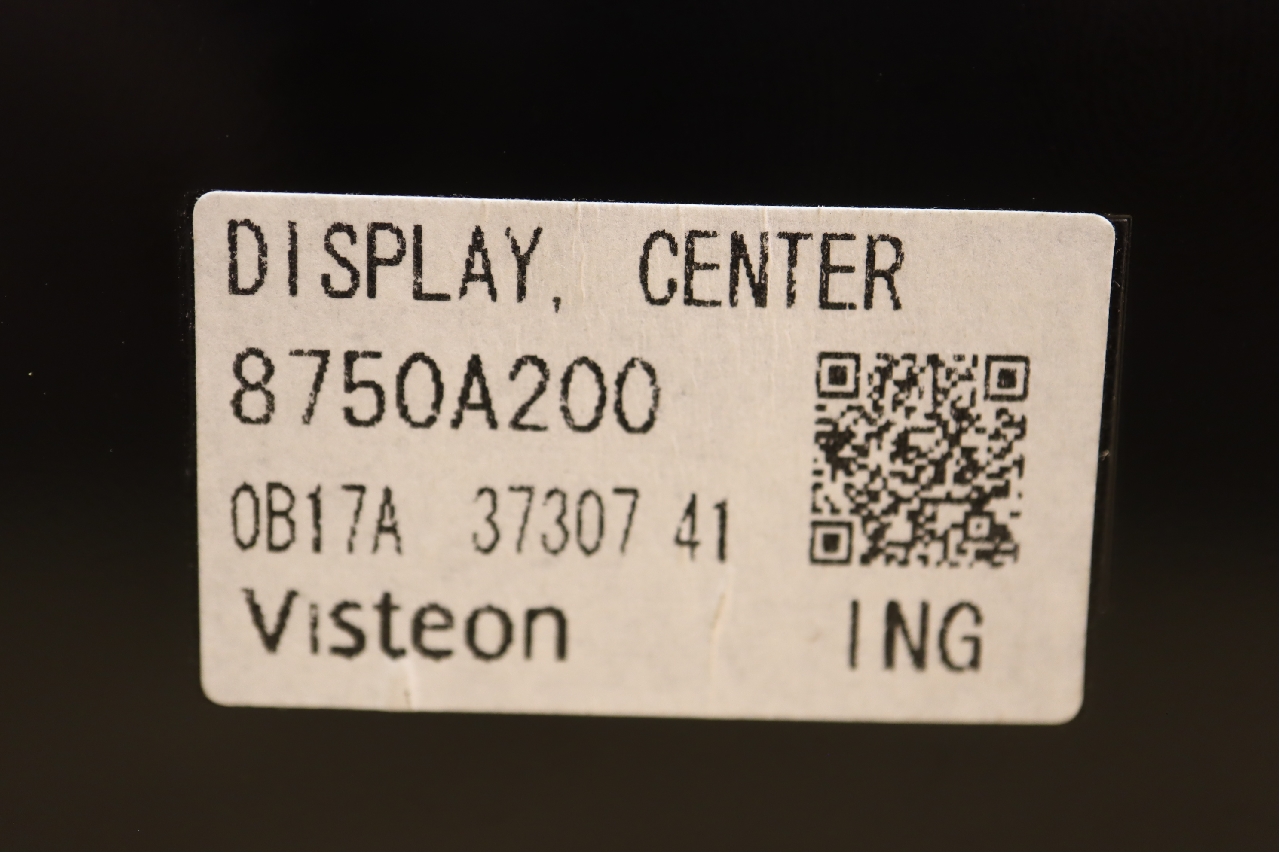 DISPLAY, CENTER
8750A200
0B17A 37307 41
Visteon ING